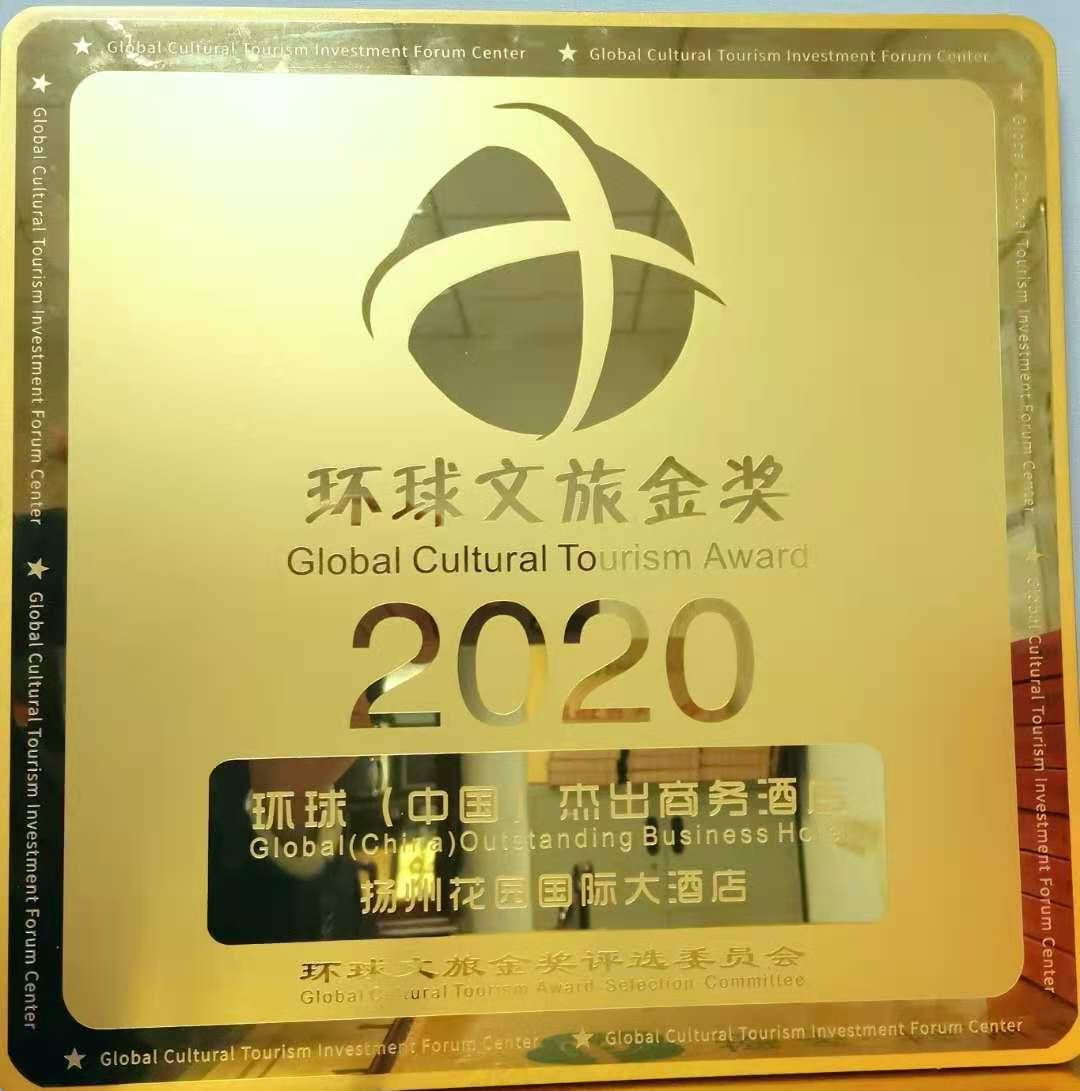 ★ Global Cultural Tourism Investment Forum Center ★ Global Cultural Tourism Investment Forum Center
★ Global Cultural Tourism Investment Forum Center ★ Global Cultural Tourism Investment Forum Center
★ Global Cultural Tourism Investment Forum Center ★ Global Cultural Tourism Investment Forum Center
环球文旅金奖
Global Cultural Tourism Award
2020
环球（中国）杰出商务酒店
Global(China)Outstanding Business Hotel
扬州花园国际大酒店
环球文旅金奖评选委员会
Global Cultural Toorism Award Selection Committee
★ Global Cultural Tourism Investment Forum Center ★ Global Cultural Tourism Investment Forum Center